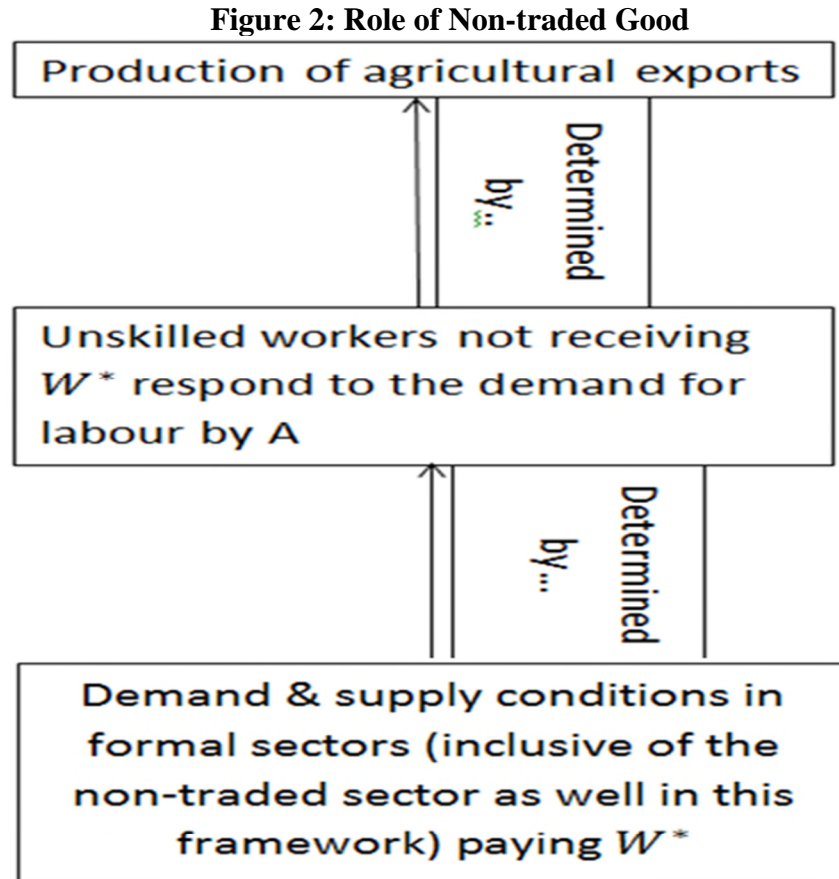 Figure 2: Role of Non-traded Good
Production of agricultural exports
Determined
by..
Unskilled workers not receiving
W* respond to the demand for
labour by A
Determined
by...
Demand & supply conditions in
formal sectors (inclusive of the
non-traded sector as well in this
framework) paying W*